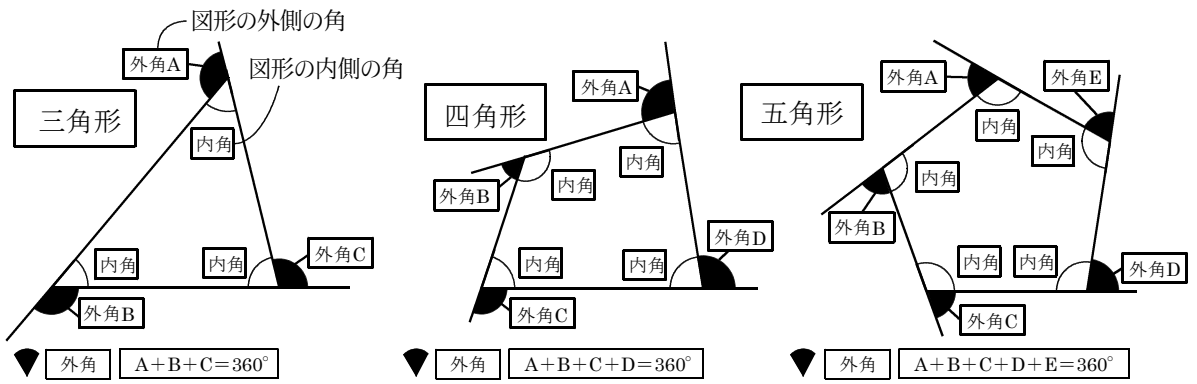 図形の外側の角
外角A
図形の内側の角
三角形
内角
内角
内角
外角C
外角B
外角
A+B+C=360°
四角形
外角A
内角
外角B
内角
外角D
内角
内角
外角C
外角
A+B+C+D=360°
五角形
外角A
外角E
内角
内角
内角
外角B
内角
内角
外角D
外角C
外角
A+B+C+D+E=360°